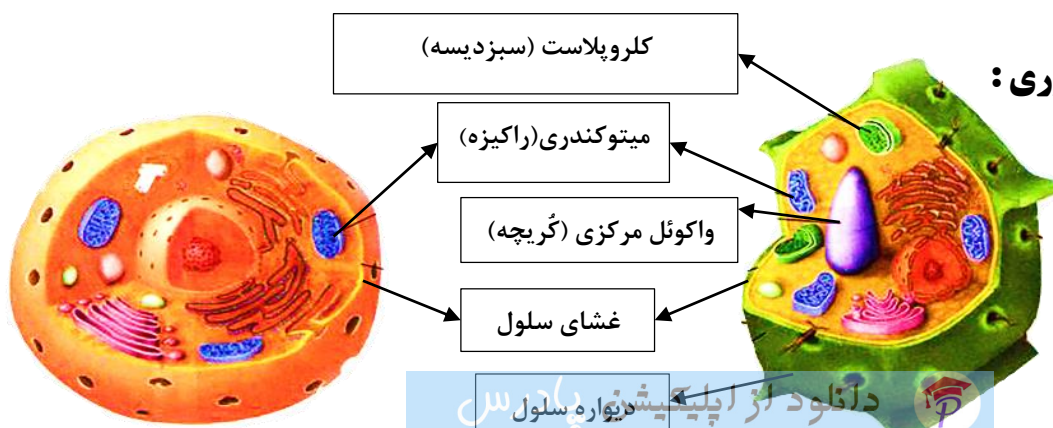 کلروپلاست (سبزدیسه)
ری:
میتوکندری(راکیزه)
واکوئل مرکزی (کُریچه)
غشای سلول
دیواره سلول
دانلود از اپلیکیشن پادرس